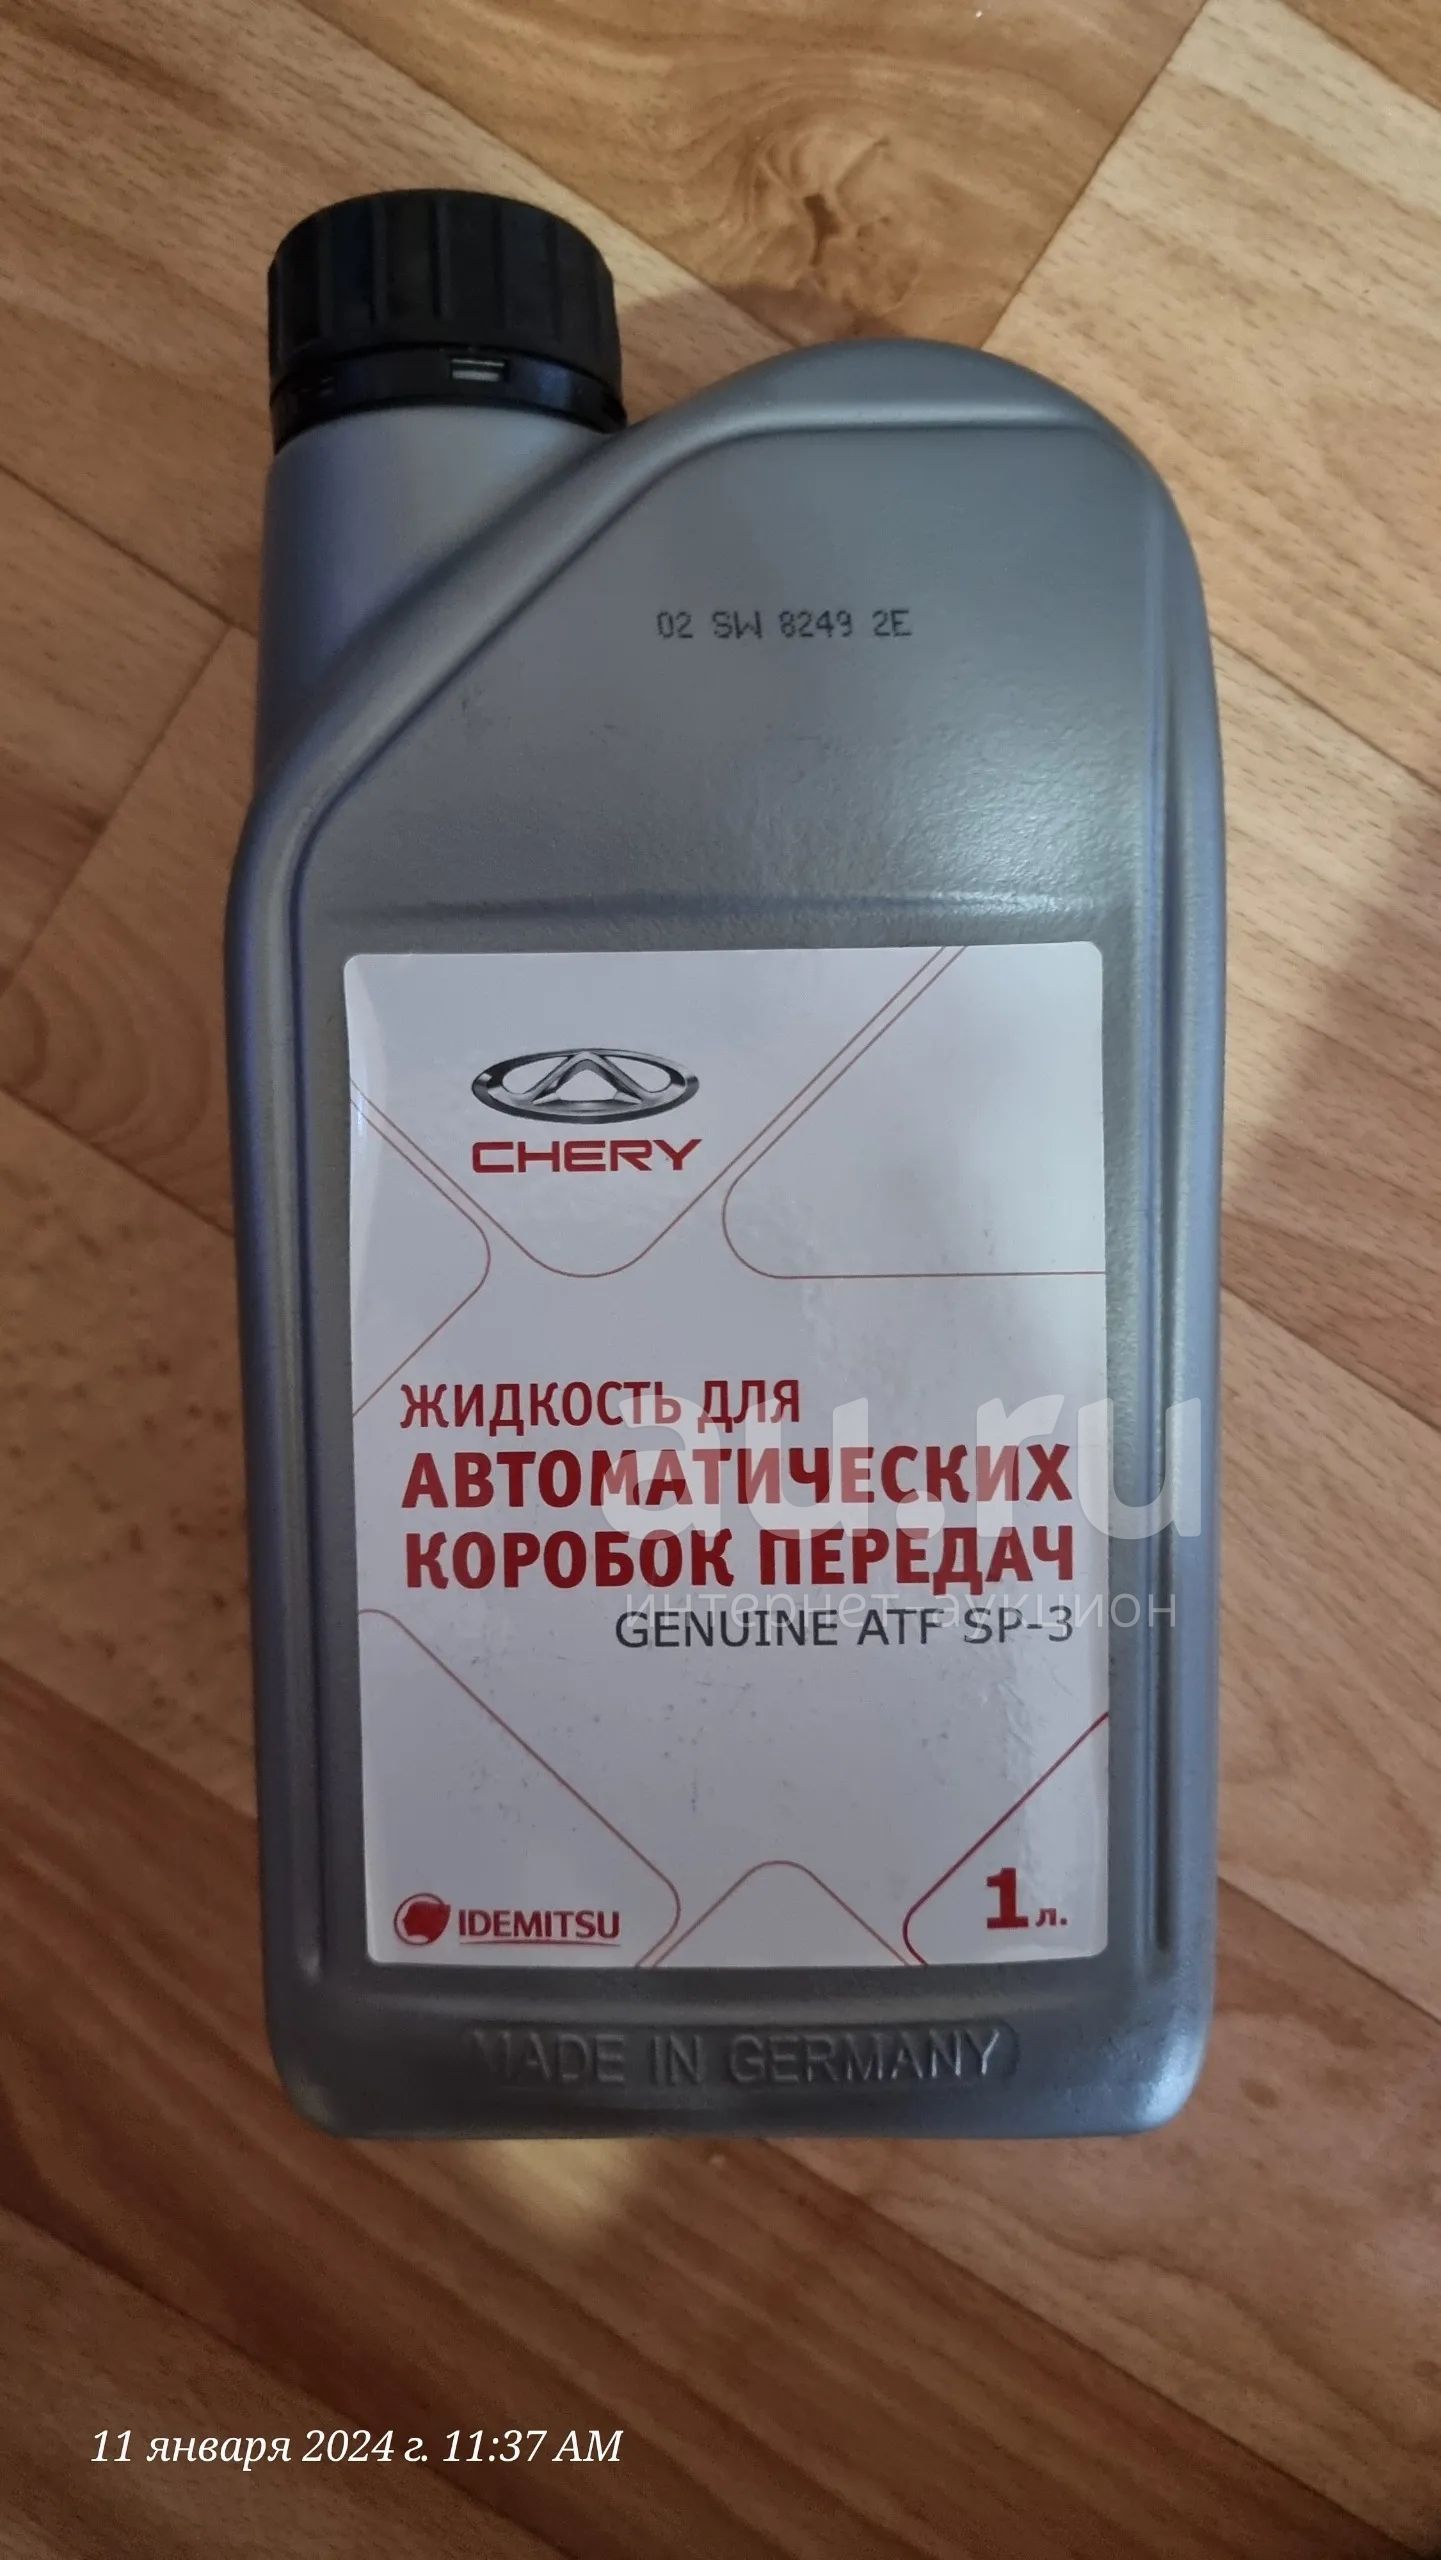 02 SW 8249 2E
CHERY
ЖИДКОСТЬ ДЛЯ
АВТОМАТИЧЕСКИХ
КОРОБОК ПЕРЕДАЧ
GENUINE ATF SP-3
au.ru
интернет-аукцион
IDEMITSU
1 л.
MADE IN GERMANY
11 января 2024 г. 11:37 AM